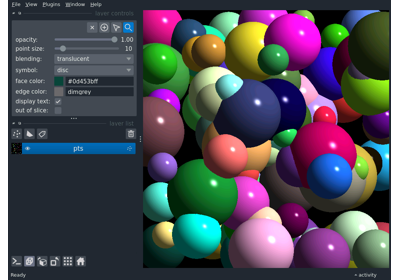 File View Plugins Window Help
layer controls
opacity: 1.00
point size: 10
blending: translucent
symbol: disc
face color: #0d453bff
edge color: dimgrey
display text:
out of slice:
layer list
pts
Ready
activity